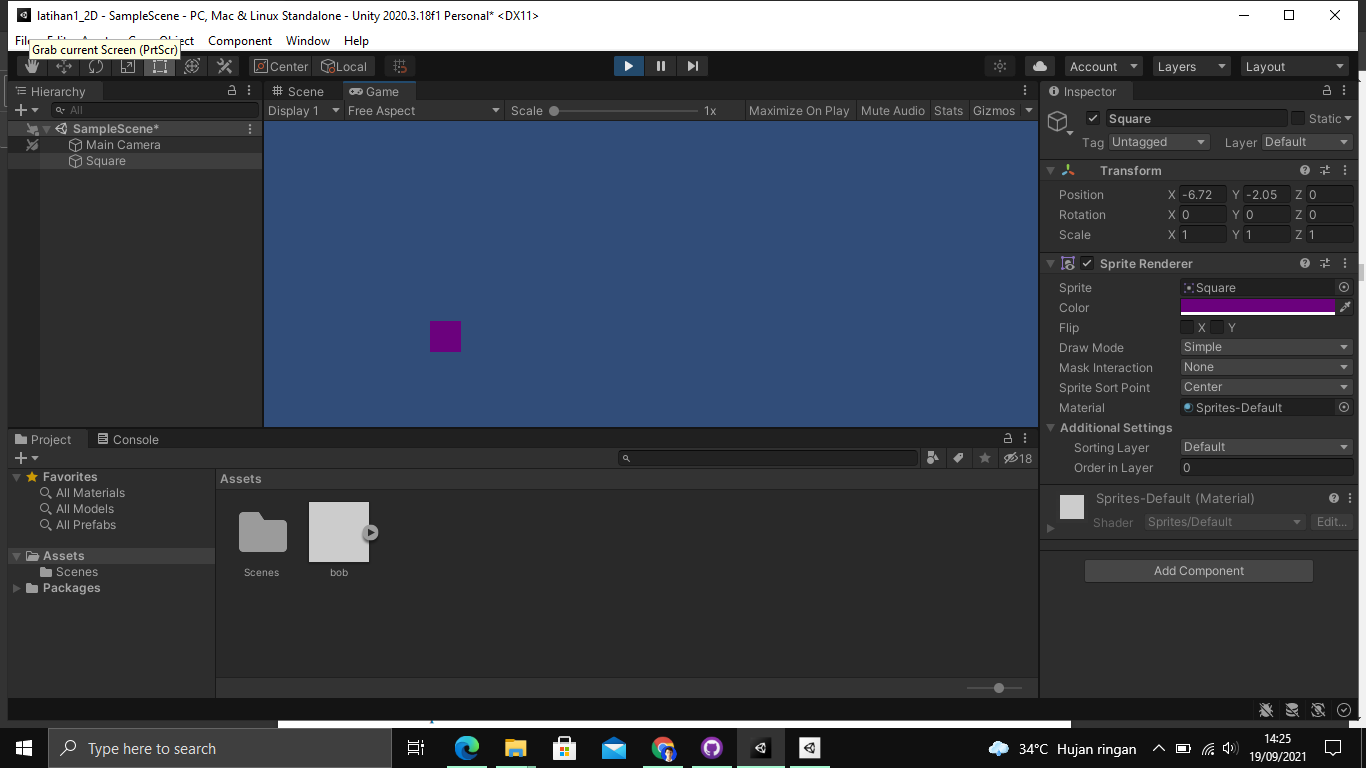 latihan1_2D - SampleScene - PC, Mac & Linux Standalone - Unity 2020.3.18f1 Personal* <DX11>
Component Window Help
Grab current Screen (PrtScr)
Center Local Account Layers Layout
Hierarchy Scene Game Inspector
All Display 1 Free Aspect Scale 1x Maximize On Play Mute Audio Stats Gizmos Square Static
SampleScene*
Main Camera
Square
Tag Untagged Layer Default
Transform
Position X -6.72 Y -2.05 Z 0
Rotation X 0 Y 0 Z 0
Scale X 1 Y 1 Z 1
Sprite Renderer
Sprite Square
Color
Flip X Y
Draw Mode Simple
Mask Interaction None
Sprite Sort Point Center
Material Sprites-Default
Additional Settings
Sorting Layer Default
Order in Layer 0
Sprites-Default (Material)
Shader Sprites/Default Edit...
Add Component
Project Console
18
Favorites
All Materials
All Models
All Prefabs
Assets
Scenes
Packages
Assets
Scenes bob
Type here to search
34°C Hujan ringan
14:25
19/09/2021